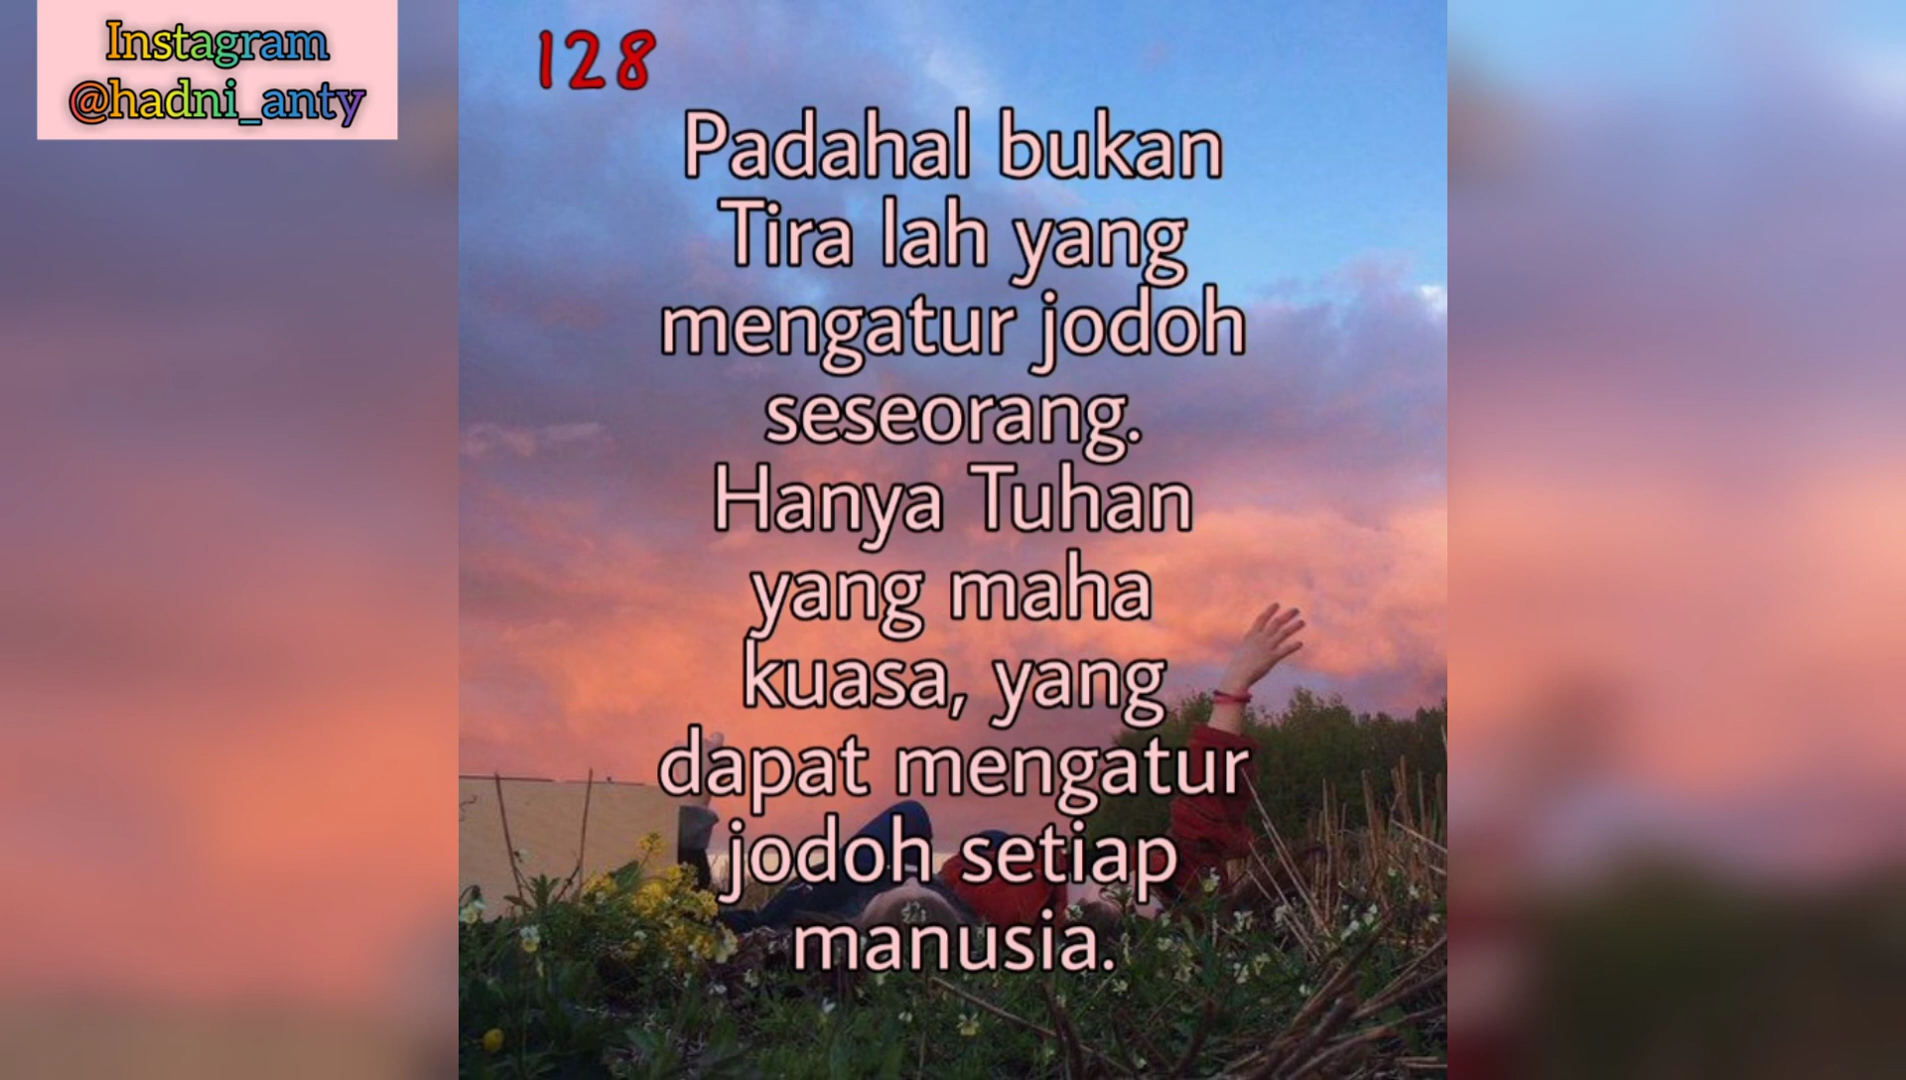 Instagram
@hadni_anty
128
Padahal bukan
Tira lah yang
mengatur jodoh
seseorang.
Hanya Tuhan
yang maha
kuasa, yang
dapat mengatur
jodoh setiap
manusia.